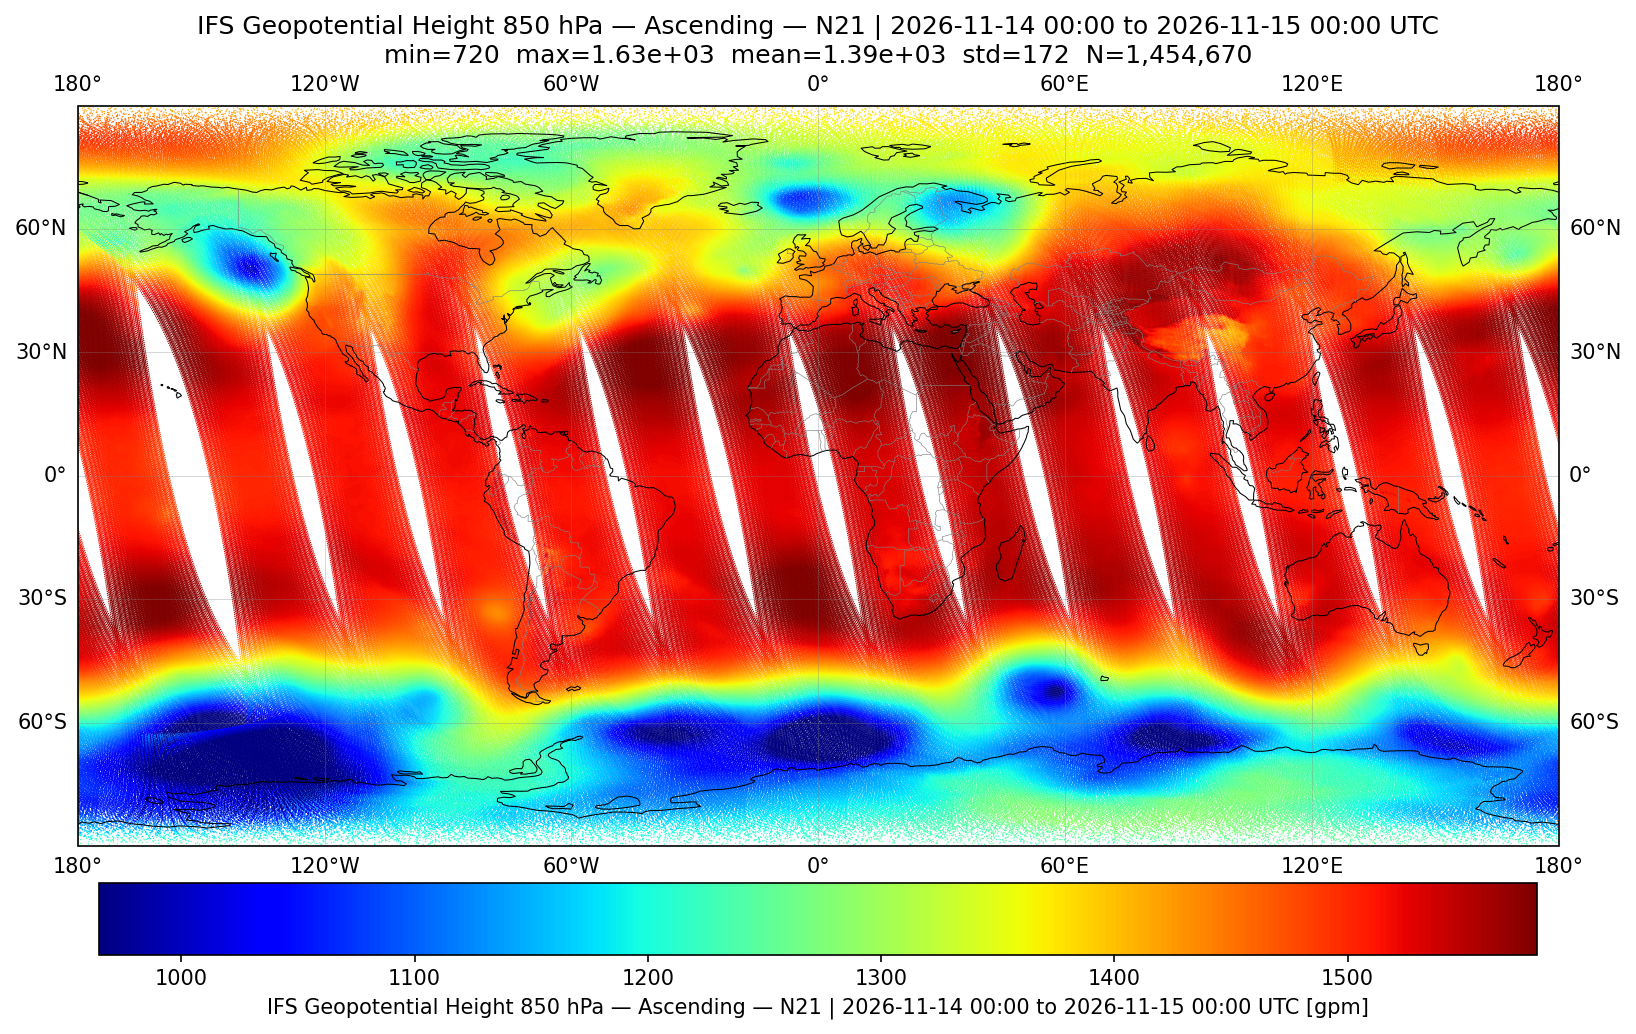 IFS Geopotential Height 850 hPa — Ascending — N21 | 2026-11-14 00:00 to 2026-11-15 00:00 UTC
min=720 max=1.63e+03 mean=1.39e+03 std=172 N=1,454,670
180° 120°W 60°W 0° 60°E 120°E 180°
60°N 60°N
30°N 30°N
0° 0°
30°S 30°S
60°S 60°S
180° 120°W 60°W 0° 60°E 120°E 180°
1000 1100 1200 1300 1400 1500
IFS Geopotential Height 850 hPa — Ascending — N21 | 2026-11-14 00:00 to 2026-11-15 00:00 UTC [gpm]